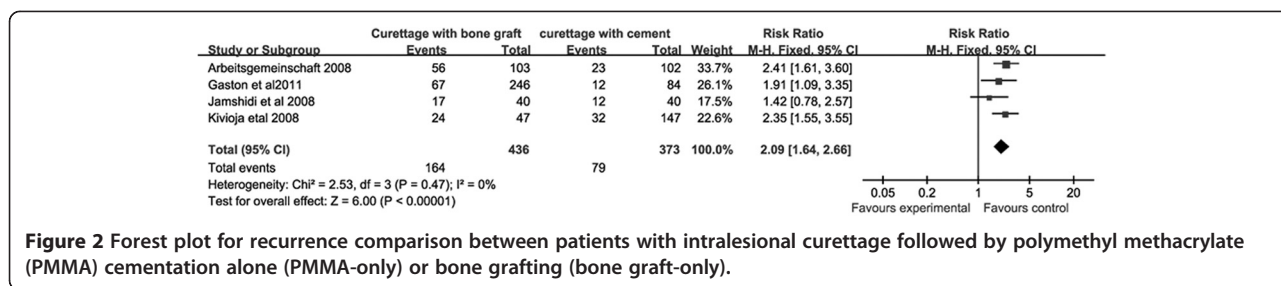 Curettage with bone graft curettage with cement Risk Ratio Risk Ratio
Study or Subgroup Events Total Events Total Weight M-H. Fixed. 95% CI M-H. Fixed. 95% CI
Arbeitsgemeinschaft 2008 56 103 23 102 33.7% 2.41 [1.61, 3.60]
Gaston et al2011 67 246 12 84 26.1% 1.91 [1.09, 3.35]
Jamshidi et al 2008 17 40 12 40 17.5% 1.42 [0.78, 2.57]
Kivioja etal 2008 24 47 32 147 22.6% 2.35 [1.55, 3.55]
Total (95% CI) 436 373 100.0% 2.09 [1.64, 2.66]
Total events 164 79
Heterogeneity: Chi² = 2.53, df = 3 (P = 0.47); I² = 0%
Test for overall effect: Z = 6.00 (P < 0.00001)
0.05 0.2 1 5 20
Favours experimental Favours control
Figure 2 Forest plot for recurrence comparison between patients with intralesional curettage followed by polymethyl methacrylate
(PMMA) cementation alone (PMMA-only) or bone grafting (bone graft-only).